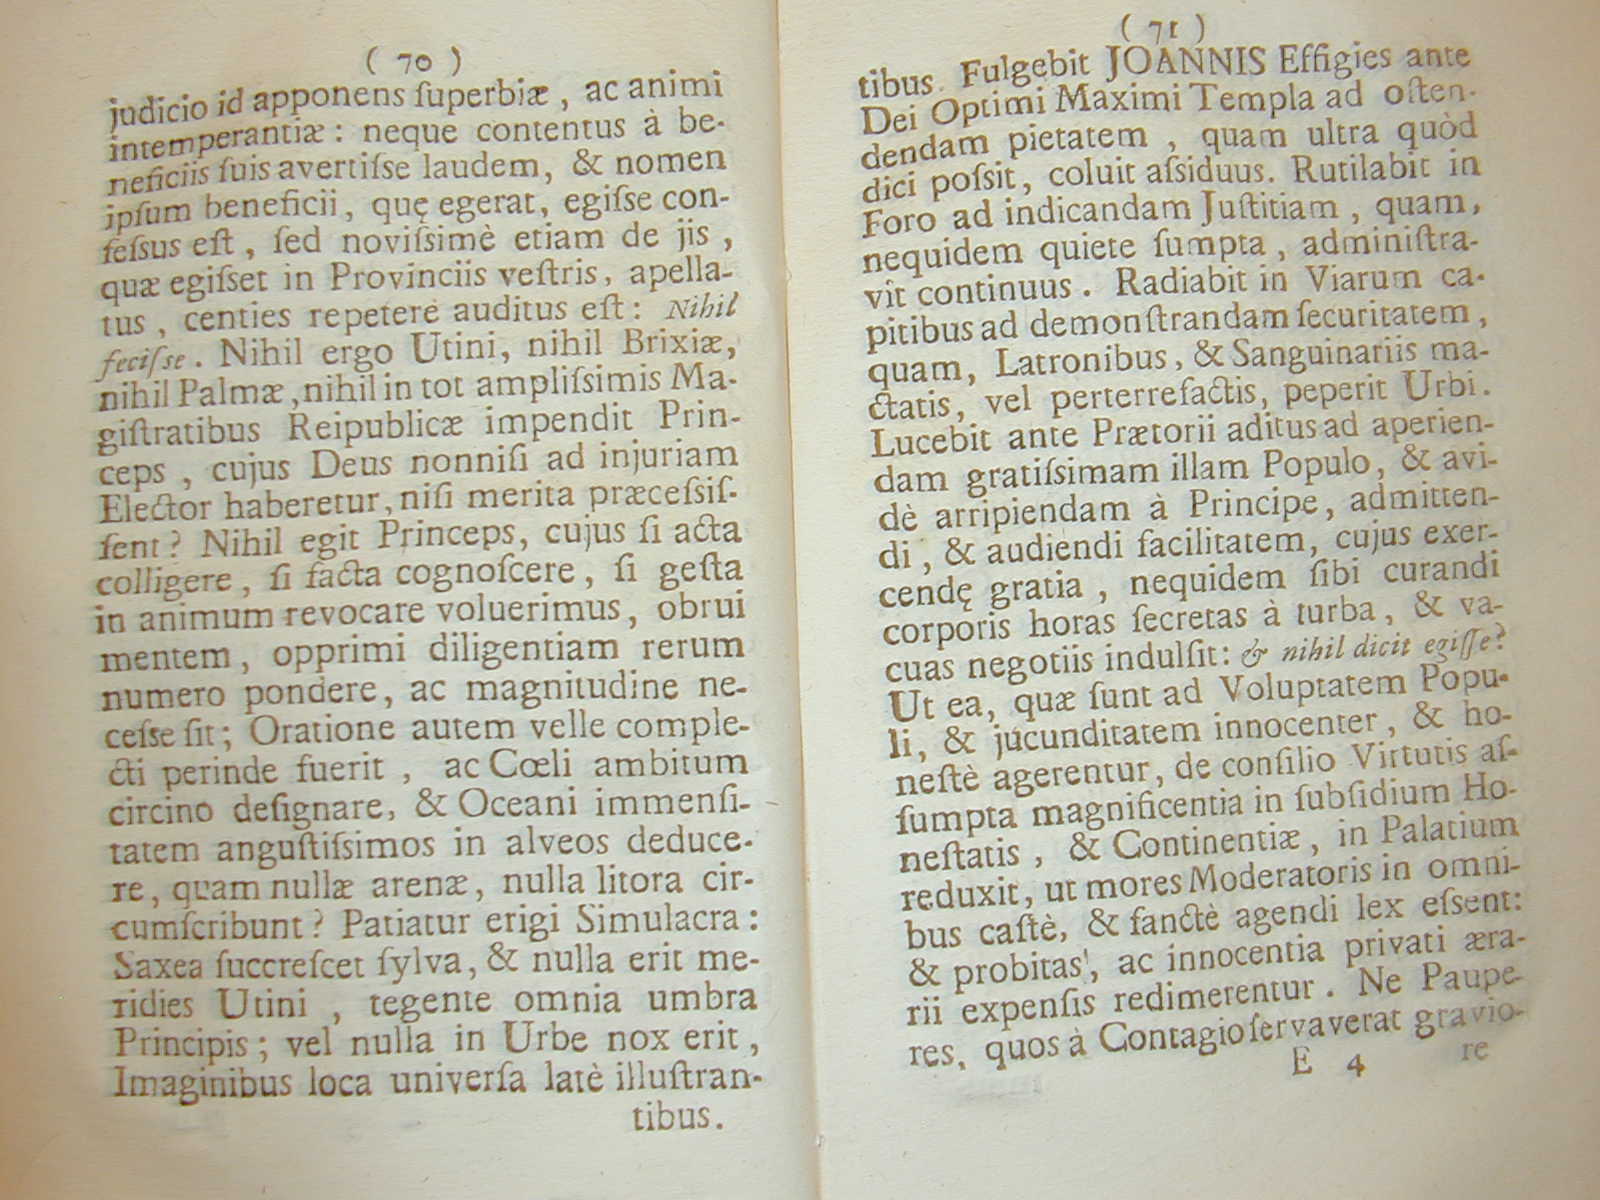 ( 70 )
judicio id apponens ſuperbiæ, ac animi
intemperantiæ: neque contentus à be-
neficiis ſuis avertiſse laudem, & nomen
ipſum beneficii, quę egerat, egiſse con-
feſsus eſt, ſed noviſsimè etiam de jis,
quæ egiſset in Provinciis veſtris, apella-
tus, centies repetere auditus eſt: Nihil
feciſse. Nihil ergo Utini, nihil Brixiæ,
nihil Palmæ, nihil in tot ampliſsimis Ma-
giſtratibus Reipublicæ impendit Prin-
ceps, cujus Deus nonniſi ad injuriam
Elector haberetur, niſi merita præceſsiſ-
ſent? Nihil egit Princeps, cujus ſi acta
colligere, ſi facta cognoſcere, ſi geſta
in animum revocare voluerimus, obrui
mentem, opprimi diligentiam rerum
numero pondere, ac magnitudine ne-
ceſse ſit; Oratione autem velle comple-
cti perinde fuerit, ac Cœli ambitum
circino deſignare, & Oceani immenſi-
tatem anguſtiſsimos in alveos deduce-
re, quam nullæ arenæ, nulla litora cir-
cumſcribunt? Patiatur erigi Simulacra:
Saxea ſuccreſcet ſylva, & nulla erit me-
ridies Utini, tegente omnia umbra
Principis; vel nulla in Urbe nox erit,
Imaginibus loca univerſa latè illuſtran-
tibus.
( 71 )
tibus. Fulgebit JOANNIS Effigies ante
Dei Optimi Maximi Templa ad oſten-
dendam pietatem, quam ultra quòd
dici poſsit, coluit aſsiduus. Rutilabit in
Foro ad indicandam Juſtitiam, quam,
nequidem quiete ſumpta, adminiſtra-
vit continuus. Radiabit in Viarum ca-
pitibus ad demonſtrandam ſecuritatem,
quam, Latronibus, & Sanguinariis ma-
ctatis, vel perterrefactis, peperit Urbi.
Lucebit ante Prætorii aditus ad aperien-
dam gratiſsimam illam Populo, & avi-
dè arripiendam à Principe, admitten-
di, & audiendi facilitatem, cujus exer-
cendę gratia, nequidem ſibi curandi
corporis horas ſecretas à turba, & va-
cuas negotiis indulſit: & nihil dicit egiſſe?
Ut ea, quæ ſunt ad Voluptatem Popu-
li, & jucunditatem innocenter, & ho-
neſtè agerentur, de conſilio Virtutis aſ-
ſumpta magnificentia in ſubſidium Ho-
neſtatis, & Continentiæ, in Palatium
reduxit, ut mores Moderatoris in omni-
bus caſtè, & ſanctè agendi lex eſsent:
& probitas, ac innocentia privati æra-
rii expenſis redimerentur. Ne Paupe-
res, quos à Contagio ſervaverat gravio-
E 4
re